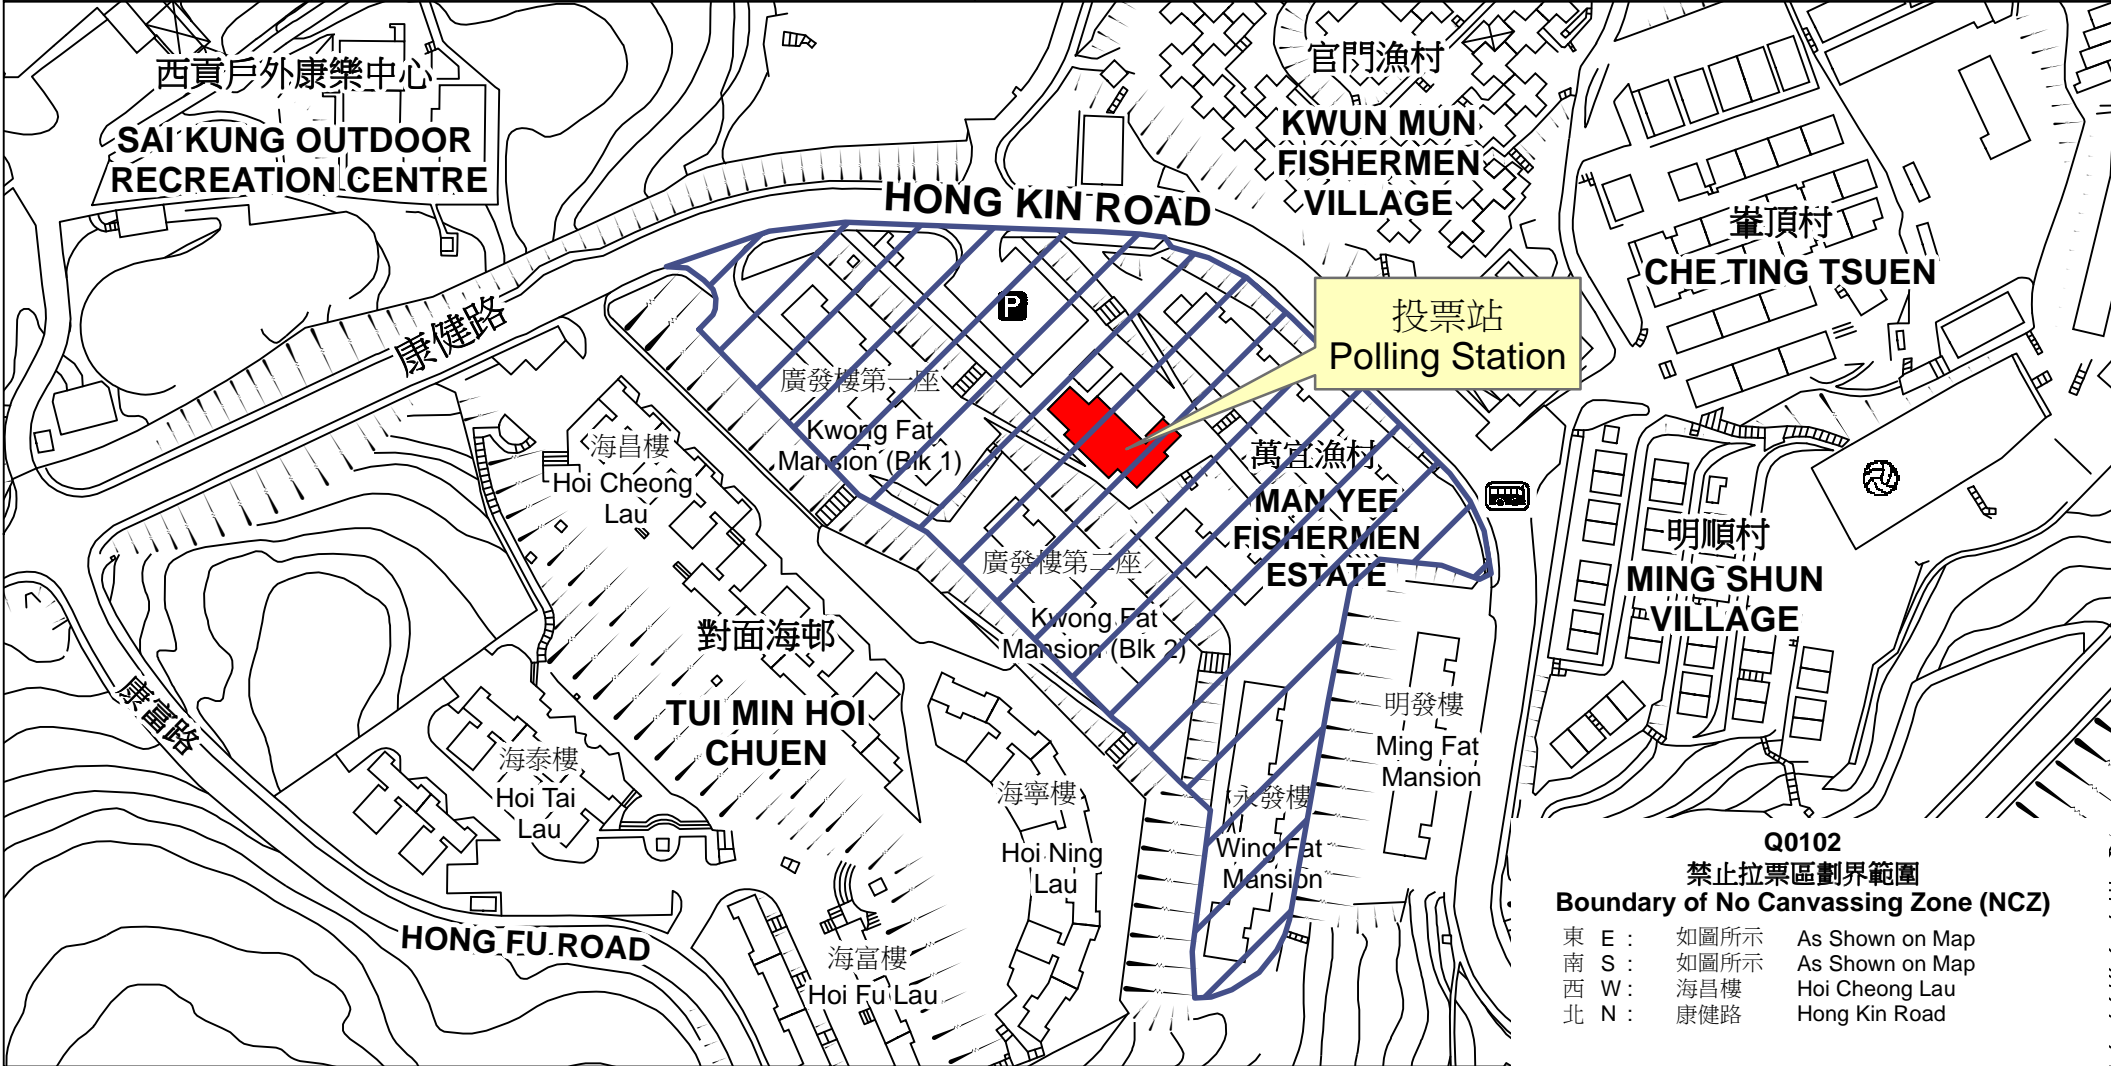 西貢戶外康樂中心
SAI KUNG OUTDOOR
RECREATION CENTRE
官門漁村
KWUN MUN
FISHERMEN
VILLAGE
HONG KIN ROAD
輋頂村
CHE TING TSUEN
康健路
P
投票站
Polling Station
廣發樓第一座
Kwong Fat
Mansion (Blk 1)
海昌樓
Hoi Cheong
Lau
萬宜漁村
MAN YEE
FISHERMEN
ESTATE
明順村
MING SHUN
VILLAGE
廣發樓第二座
Kwong Fat
Mansion (Blk 2)
對面海邨
TUI MIN HOI
CHUEN
康富路
明發樓
Ming Fat
Mansion
海泰樓
Hoi Tai
Lau
海寧樓
Hoi Ning
Lau
永發樓
Wing Fat
Mansion
HONG FU ROAD
海富樓
Hoi Fu Lau
Q0102
禁止拉票區劃界範圍
Boundary of No Canvassing Zone (NCZ)
東 E : 如圖所示 As Shown on Map
南 S : 如圖所示 As Shown on Map
西 W : 海昌樓 Hoi Cheong Lau
北 N : 康健路 Hong Kin Road